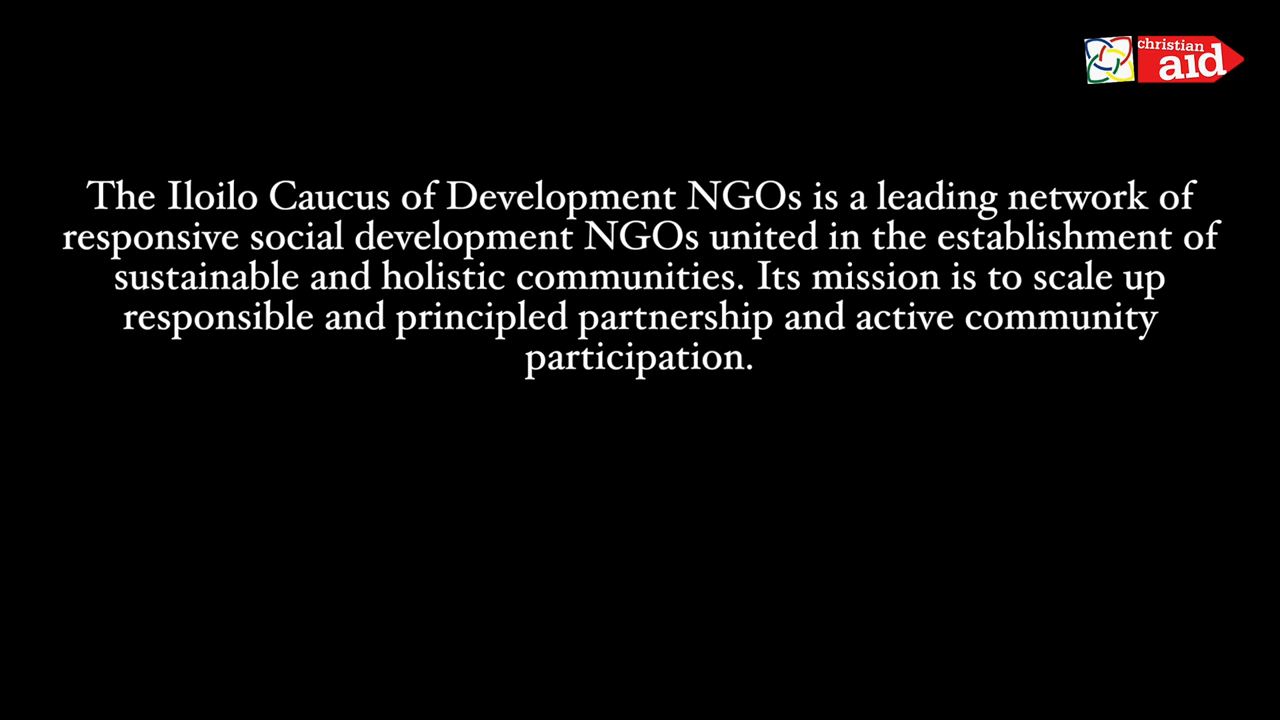 christian
aid
The Iloilo Caucus of Development NGOs is a leading network of
responsive social development NGOs united in the establishment of
sustainable and holistic communities. Its mission is to scale up
responsible and principled partnership and active community
participation.